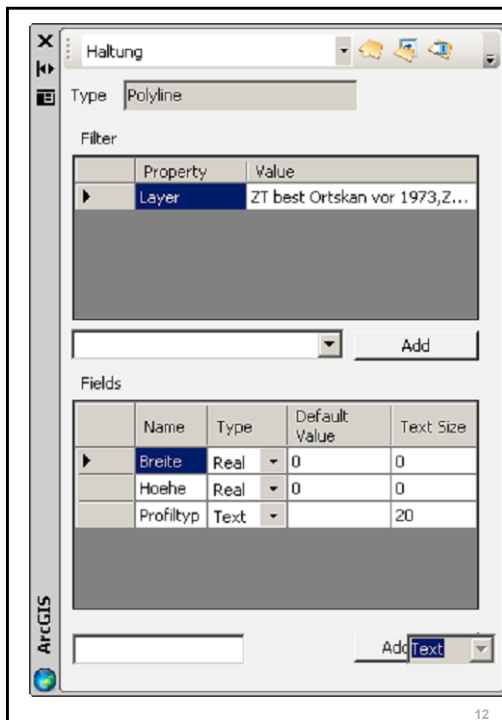 Haltung
Type Polyline
Filter
Property Value
Layer ZT best Ortskan vor 1973,Z...
Add
Fields
Name Type Default Value Text Size
Breite Real 0 0
Hoehe Real 0 0
Profiltyp Text 20
Add Text
ArcGIS
12